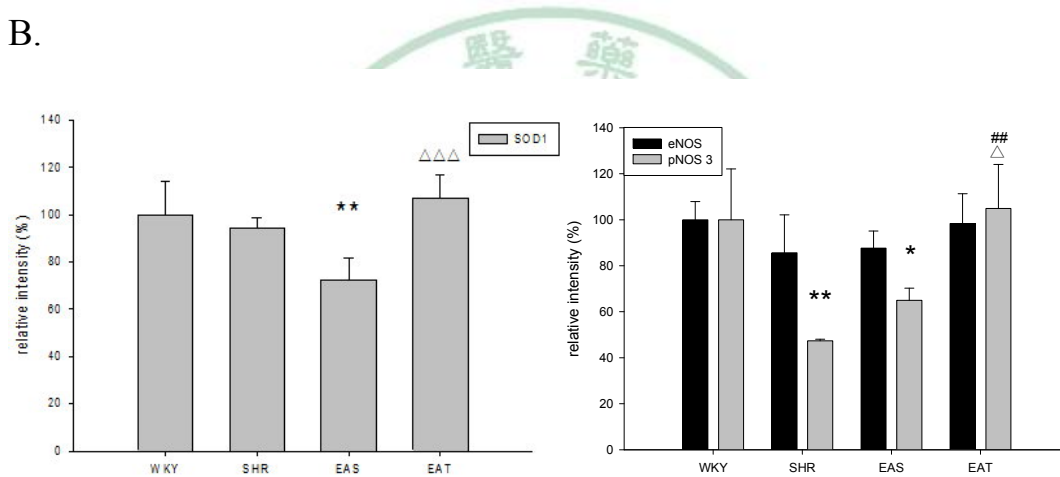 B.
醫 藥
140
120
100
80
60
40
20
0
relative intensity (%)
SOD1
**
△△△
WKY SHR EAS EAT
140
120
100
80
60
40
20
0
relative intensity (%)
eNOS
pNOS 3
**
*
##
△
WKY SHR EAS EAT